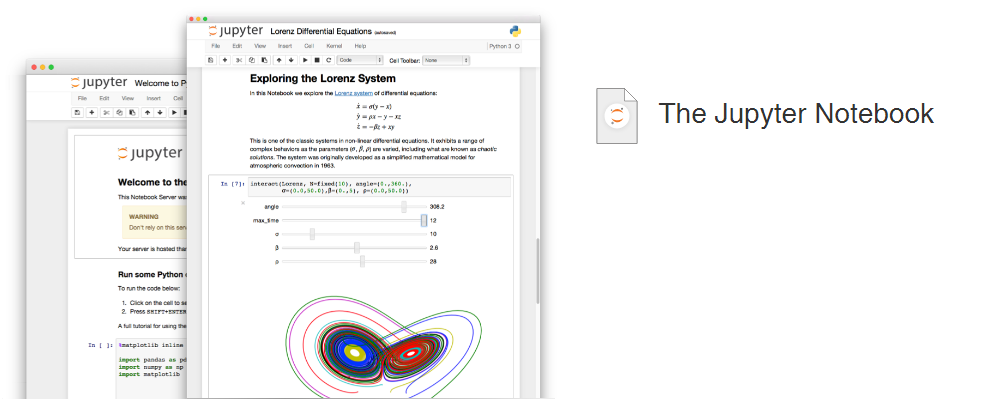 jupyter Lorenz Differential Equations (autosaved)
File Edit View Insert Cell Kernel Help
Python 3
Code Cell Toolbar: None
Exploring the Lorenz System
In this Notebook we explore the Lorenz system of differential equations:
ẋ = σ(y − x)
ẏ = ρx − y − xz
ż = −βz + xy
This is one of the classic systems in non-linear differential equations. It exhibits a range of
complex behaviors as the parameters (σ, β, ρ) are varied, including what are known as chaotic
solutions. The system was originally developed as a simplified mathematical model for
atmospheric convection in 1963.
In [7]: interact(Lorenz, N=fixed(10), angle=(0.,360.),
σ=(0.0,50.0),β=(0.,5), ρ=(0.0,50.0))
angle 308.2
max_time 12
σ 10
β 2.6
ρ 28
jupyter Welcome to P
File Edit View Insert Cell
jupyter
Welcome to the
This Notebook Server was
WARNING
Don't rely on this serv
Your server is hosted than
Run some Python
To run the code below:
1. Click on the cell to se
2. Press SHIFT+ENTER
A full tutorial for using the
In [ ]: %matplotlib inline
import pandas as pd
import numpy as np
import matplotlib
The Jupyter Notebook